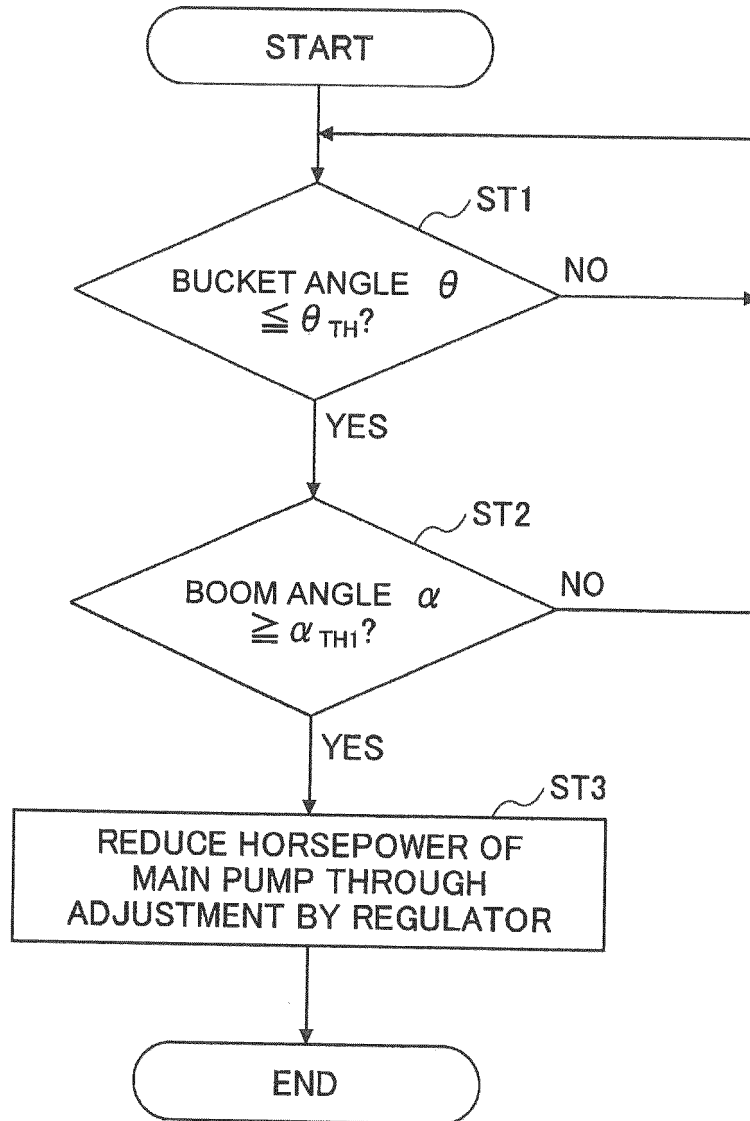 START
ST1
BUCKET ANGLE θ
≦ θTH?
NO
YES
ST2
BOOM ANGLE α
≧ αTH1?
NO
YES
ST3
REDUCE HORSEPOWER OF
MAIN PUMP THROUGH
ADJUSTMENT BY REGULATOR
END